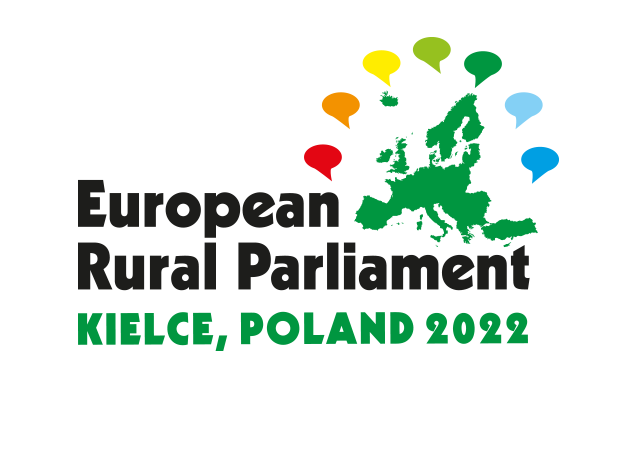 European
Rural Parliament
KIELCE, POLAND 2022